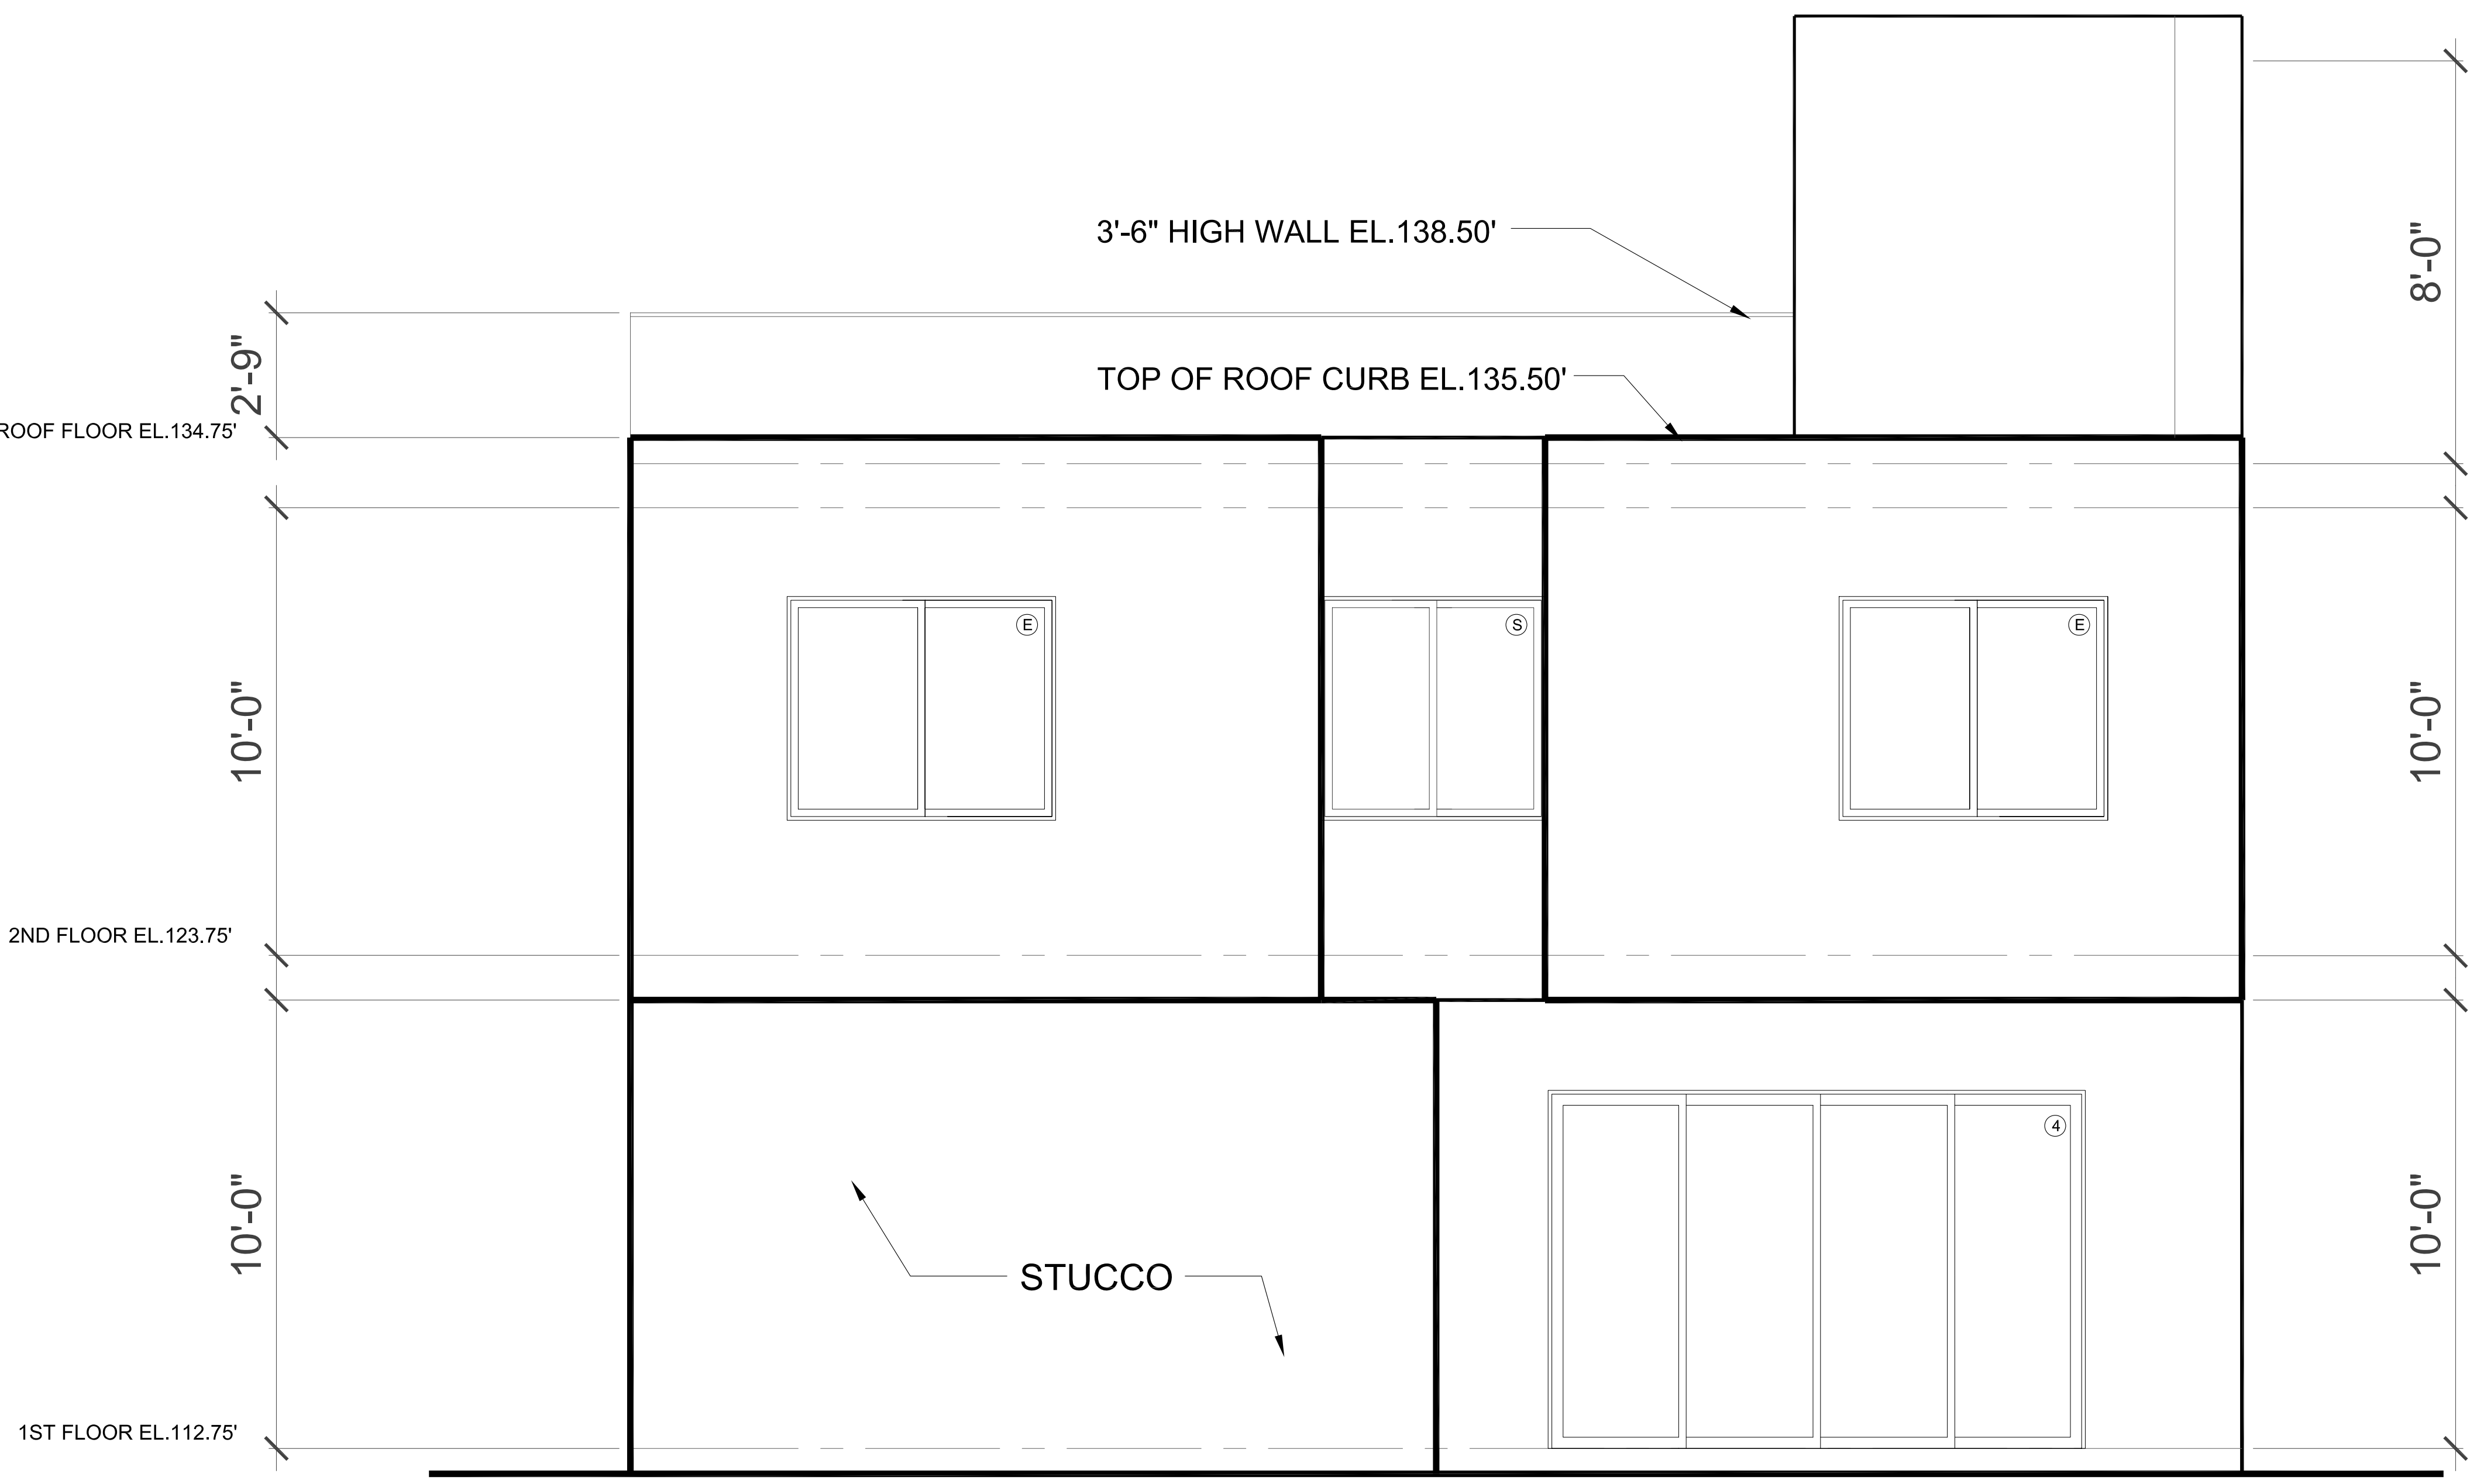 8'-0"
3'-6" HIGH WALL EL.138.50'
2'-9"
TOP OF ROOF CURB EL.135.50'
ROOF FLOOR EL.134.75'
E
S
E
10'-0"
10'-0"
2ND FLOOR EL.123.75'
4
10'-0"
10'-0"
STUCCO
1ST FLOOR EL.112.75'